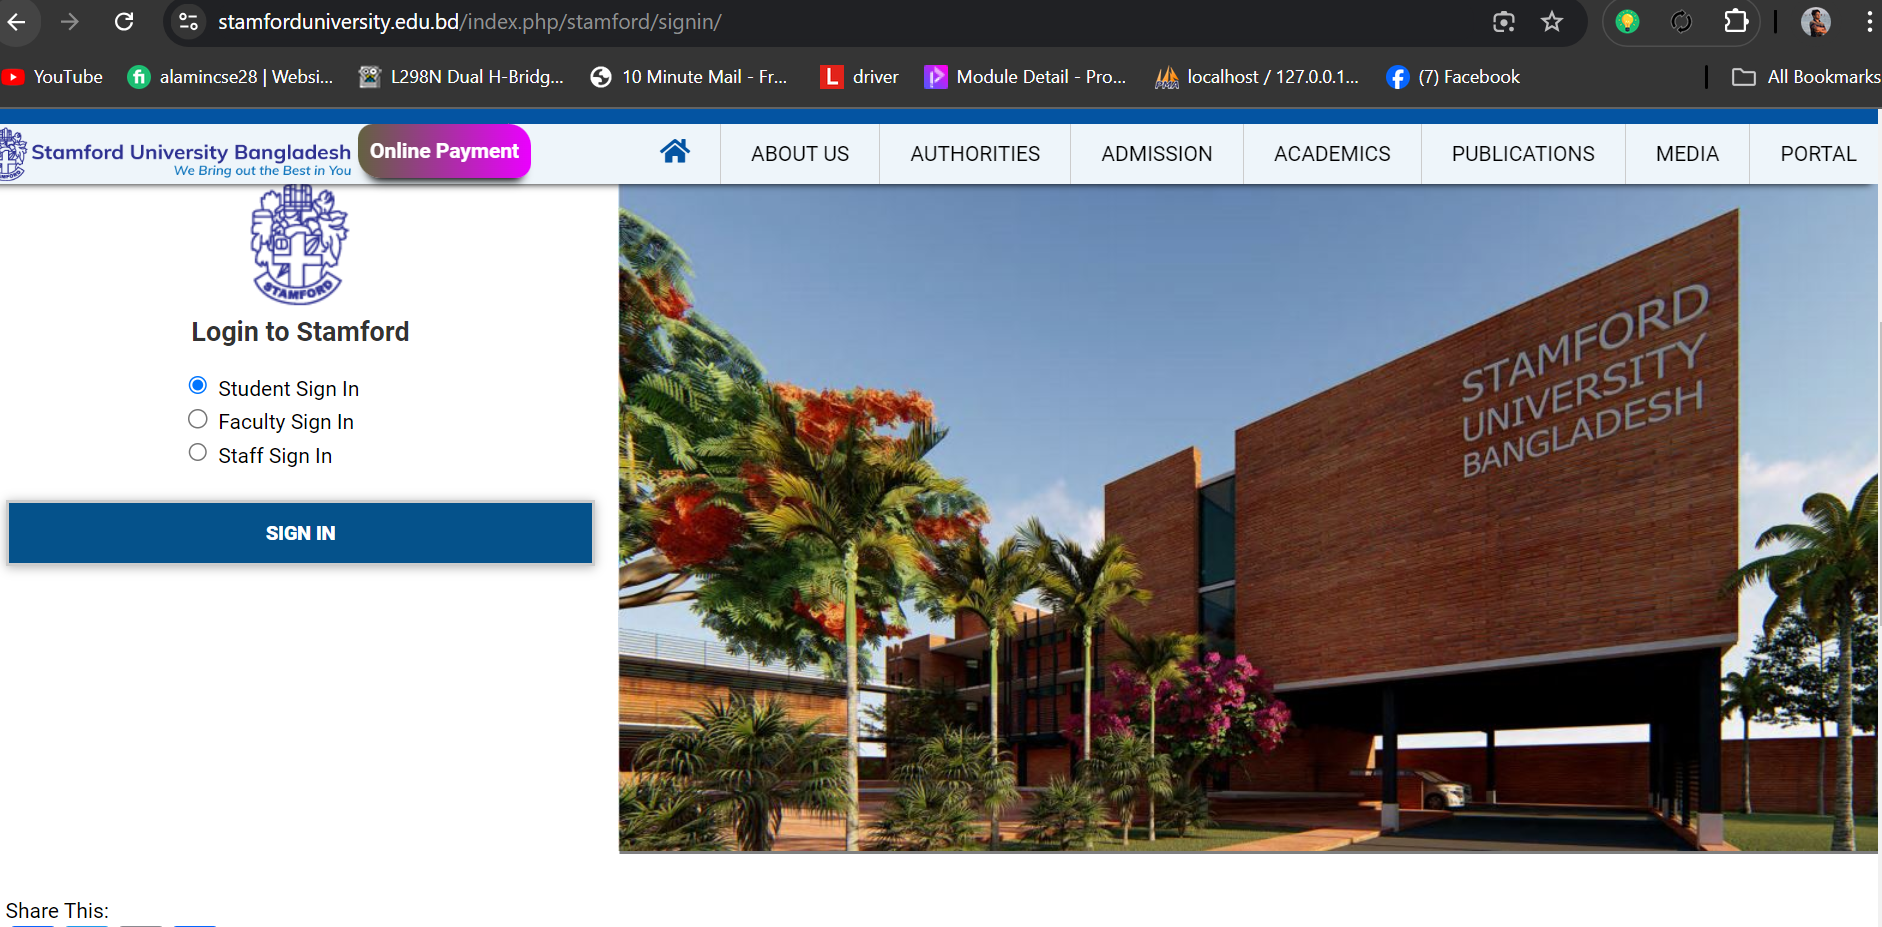 stamforduniversity.edu.bd/index.php/stamford/signin/
YouTube
alamincse28 | Websi...
L298N Dual H-Bridg...
10 Minute Mail - Fr...
driver
Module Detail - Pro...
localhost / 127.0.0.1...
(7) Facebook
All Bookmarks
Stamford University Bangladesh
We Bring out the Best in You
Online Payment
ABOUT US
AUTHORITIES
ADMISSION
ACADEMICS
PUBLICATIONS
MEDIA
PORTAL
STAMFORD
Login to Stamford
Student Sign In
Faculty Sign In
Staff Sign In
SIGN IN
STAMFORD
UNIVERSITY
BANGLADESH
Share This: